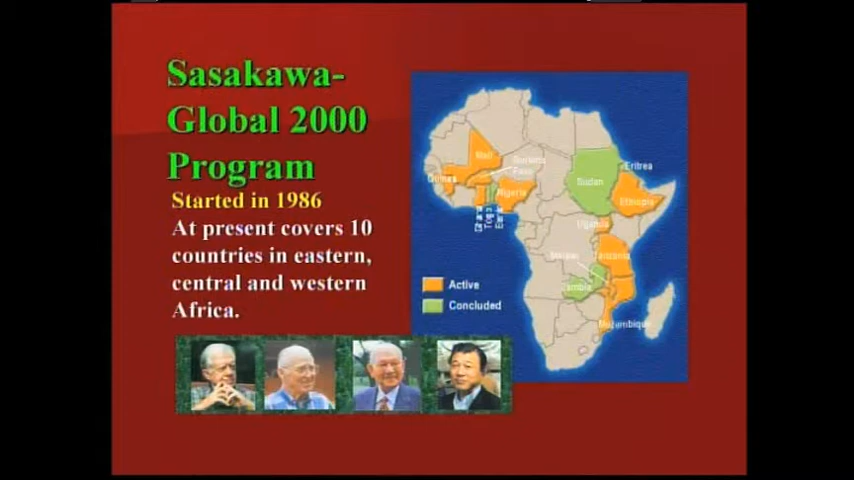 Sasakawa-
Global 2000
Program
Started in 1986
At present covers 10
countries in eastern,
central and western
Africa.
Mali
Burkina
Faso
Guinea
Nigeria
Sudan
Eritrea
Ethiopia
Uganda
Tanzania
Malawi
Zambia
Mozambique
Active
Concluded